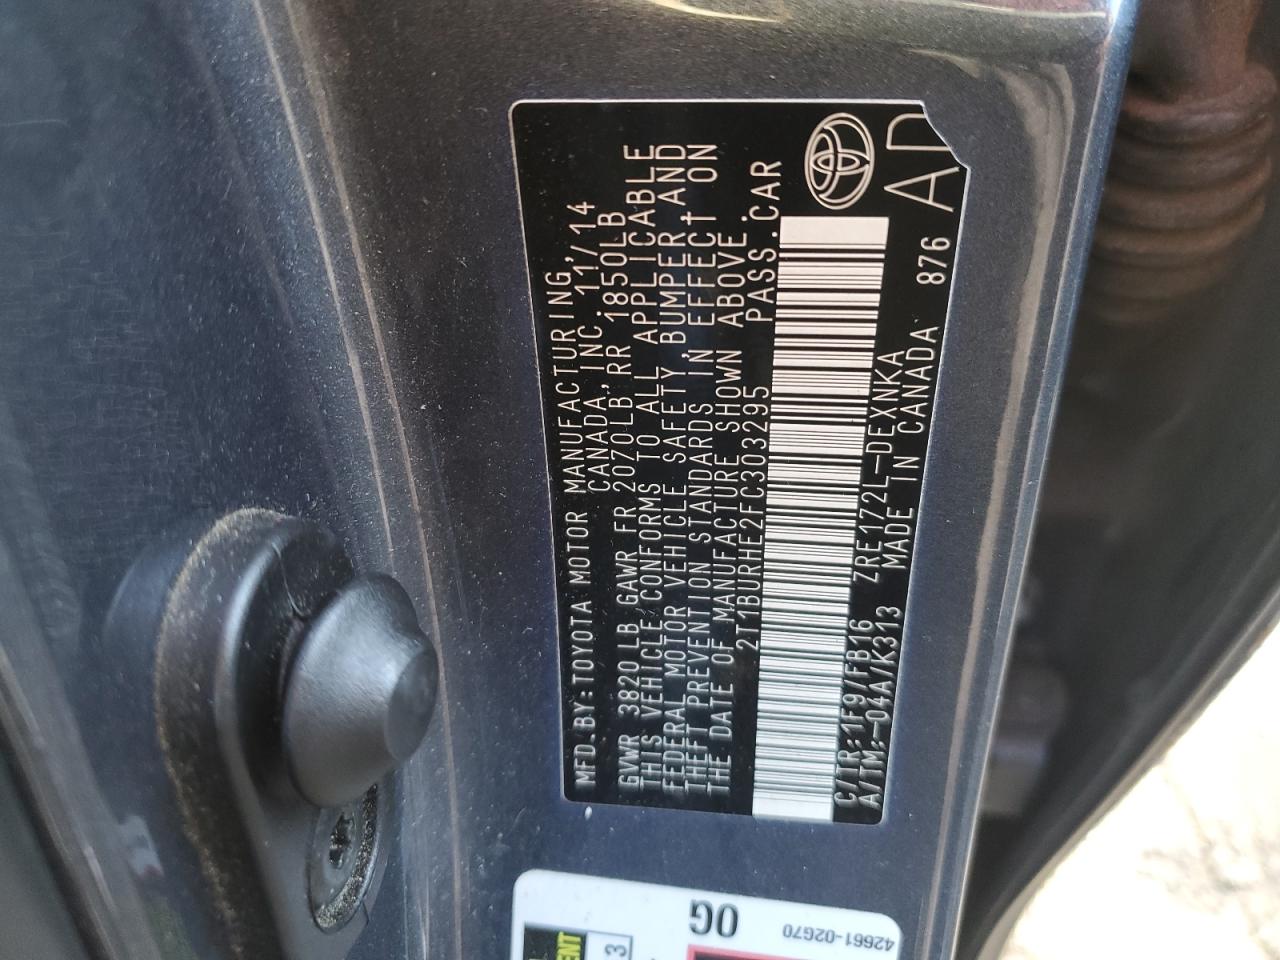 MFD.BY:TOYOTA MOTOR MANUFACTURING,
CANADA, INC. 11/14
GVWR 3820LB GAWR FR 2070LB, RR 1850LB
THIS VEHICLE CONFORMS TO ALL APPLICABLE
FEDERAL MOTOR VEHICLE SAFETY, BUMPER, AND
THEFT PREVENTION STANDARDS IN EFFECT ON
THE DATE OF MANUFACTURE SHOWN ABOVE.
2T1BURHE2FC303295 PASS.CAR
C/TR:1F9/FB16 ZRE172L-DEXNKA
A/TM:-04A/K313 MADE IN CANADA 876
0G
42661-02G70
3